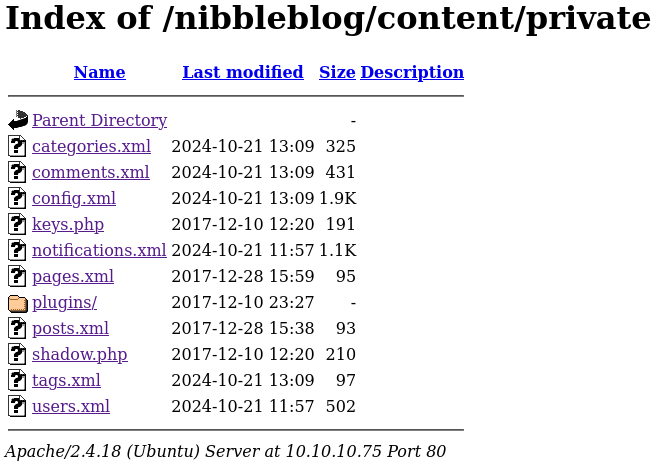 Index of /nibbleblog/content/private
Name Last modified Size Description
Parent Directory -
categories.xml 2024-10-21 13:09 325
comments.xml 2024-10-21 13:09 431
config.xml 2024-10-21 13:09 1.9K
keys.php 2017-12-10 12:20 191
notifications.xml 2024-10-21 11:57 1.1K
pages.xml 2017-12-28 15:59 95
plugins/ 2017-12-10 23:27 -
posts.xml 2017-12-28 15:38 93
shadow.php 2017-12-10 12:20 210
tags.xml 2024-10-21 13:09 97
users.xml 2024-10-21 11:57 502
Apache/2.4.18 (Ubuntu) Server at 10.10.10.75 Port 80